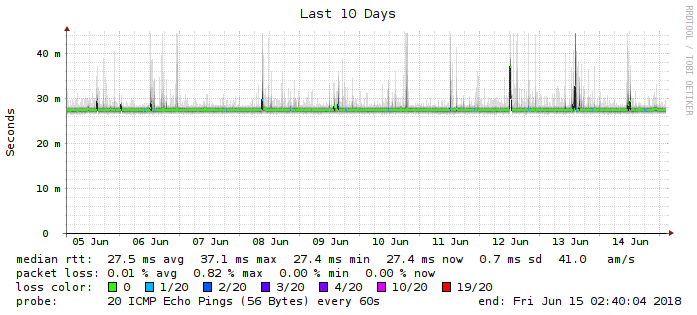 Last 10 Days
RRDTOOL / TOBI OETIKER
Seconds
40 m
30 m
20 m
10 m
0
05 Jun 06 Jun 07 Jun 08 Jun 09 Jun 10 Jun 11 Jun 12 Jun 13 Jun 14 Jun
median rtt: 27.5 ms avg 37.1 ms max 27.4 ms min 27.4 ms now 0.7 ms sd 41.0 am/s
packet loss: 0.01 % avg 0.82 % max 0.00 % min 0.00 % now
loss color: 0 1/20 2/20 3/20 4/20 10/20 19/20
probe: 20 ICMP Echo Pings (56 Bytes) every 60s end: Fri Jun 15 02:40:04 2018